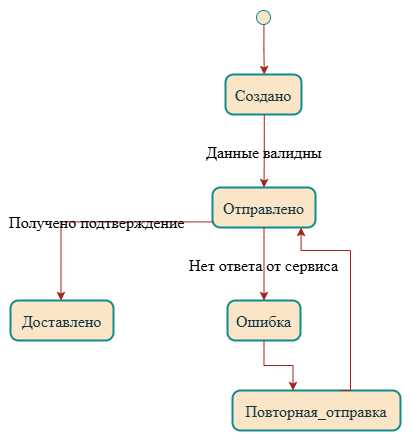 Создано
Данные валидны
Отправлено
Получено подтверждение
Нет ответа от сервиса
Доставлено
Ошибка
Повторная_отправка